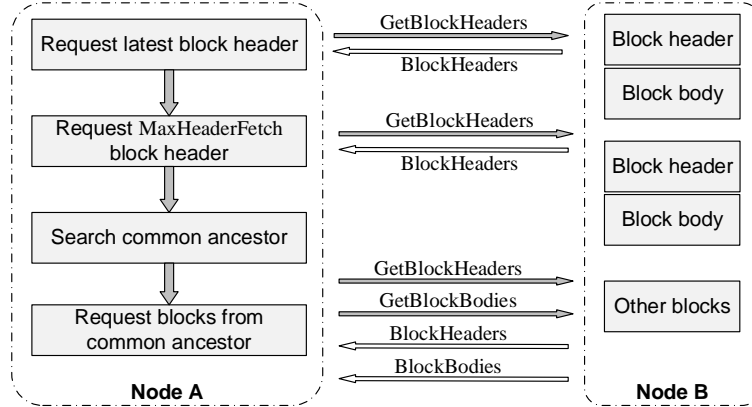 Request latest block header
GetBlockHeaders
BlockHeaders
Block header
Block body
Request MaxHeaderFetch
block header
GetBlockHeaders
BlockHeaders
Block header
Block body
Search common ancestor
GetBlockHeaders
GetBlockBodies
BlockHeaders
BlockBodies
Request blocks from
common ancestor
Other blocks
Node A
Node B